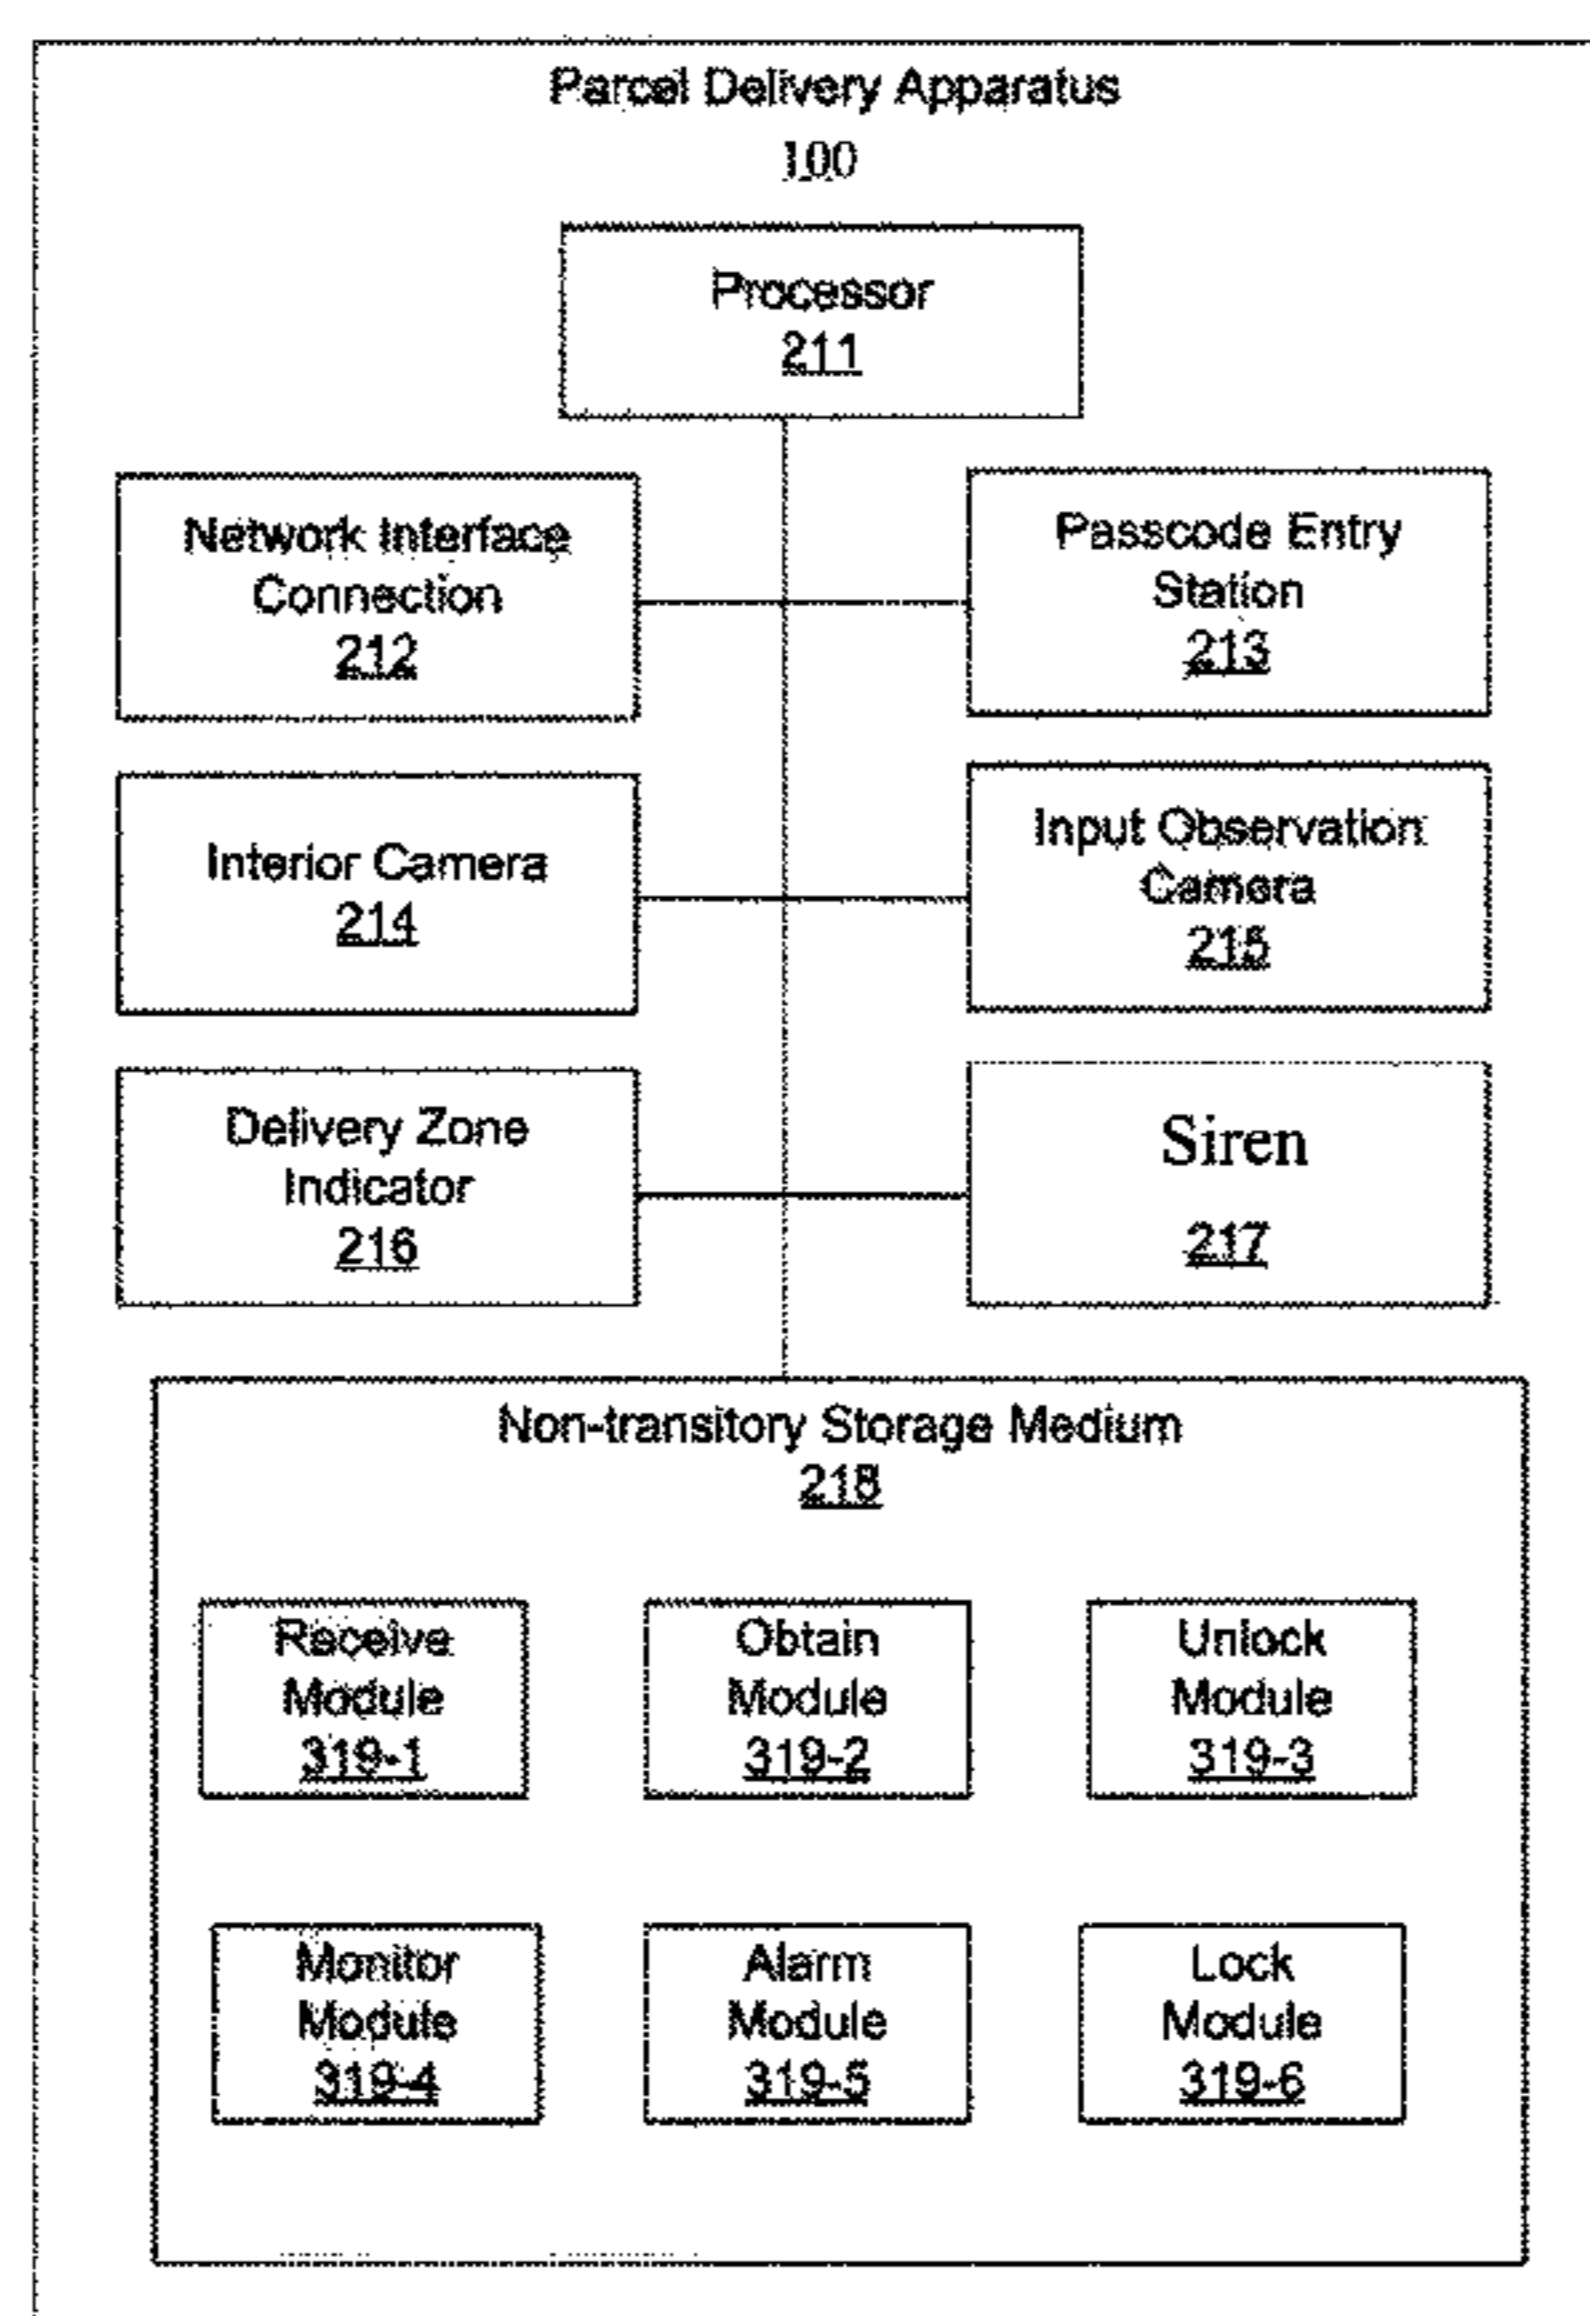 Parcel Delivery Apparatus
100
Processor
211
Network Interface
Connection
212
Passcode Entry
Station
213
Interior Camera
214
Input Observation
Camera
215
Delivery Zone
Indicator
216
Siren
217
Non-transitory Storage Medium
218
Receive
Module
319-1
Obtain
Module
319-2
Unlock
Module
319-3
Monitor
Module
319-4
Alarm
Module
319-5
Lock
Module
319-6